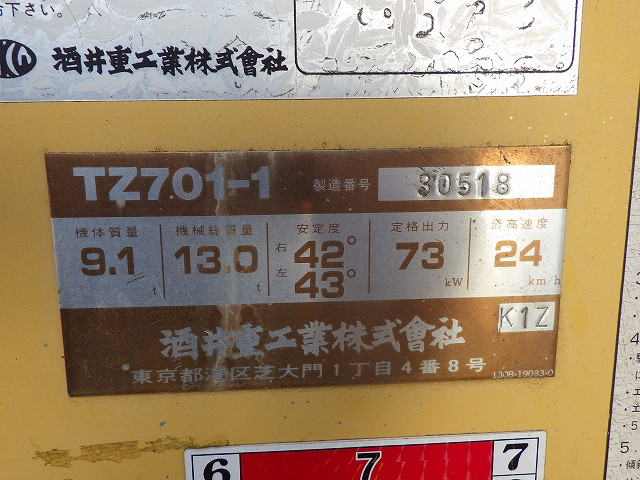 お下さい。
酒井重工業株式會社
TZ701-1 製造番号 30518
機体質量 機械総質量 安定度 定格出力 最高速度
9.1 t 13.0 t 右 42° 73 kW 24 km/h
左 43°
K1Z
酒井重工業株式會社
東京都港区芝大門1丁目4番8号
1308-19033-0
6 7 7